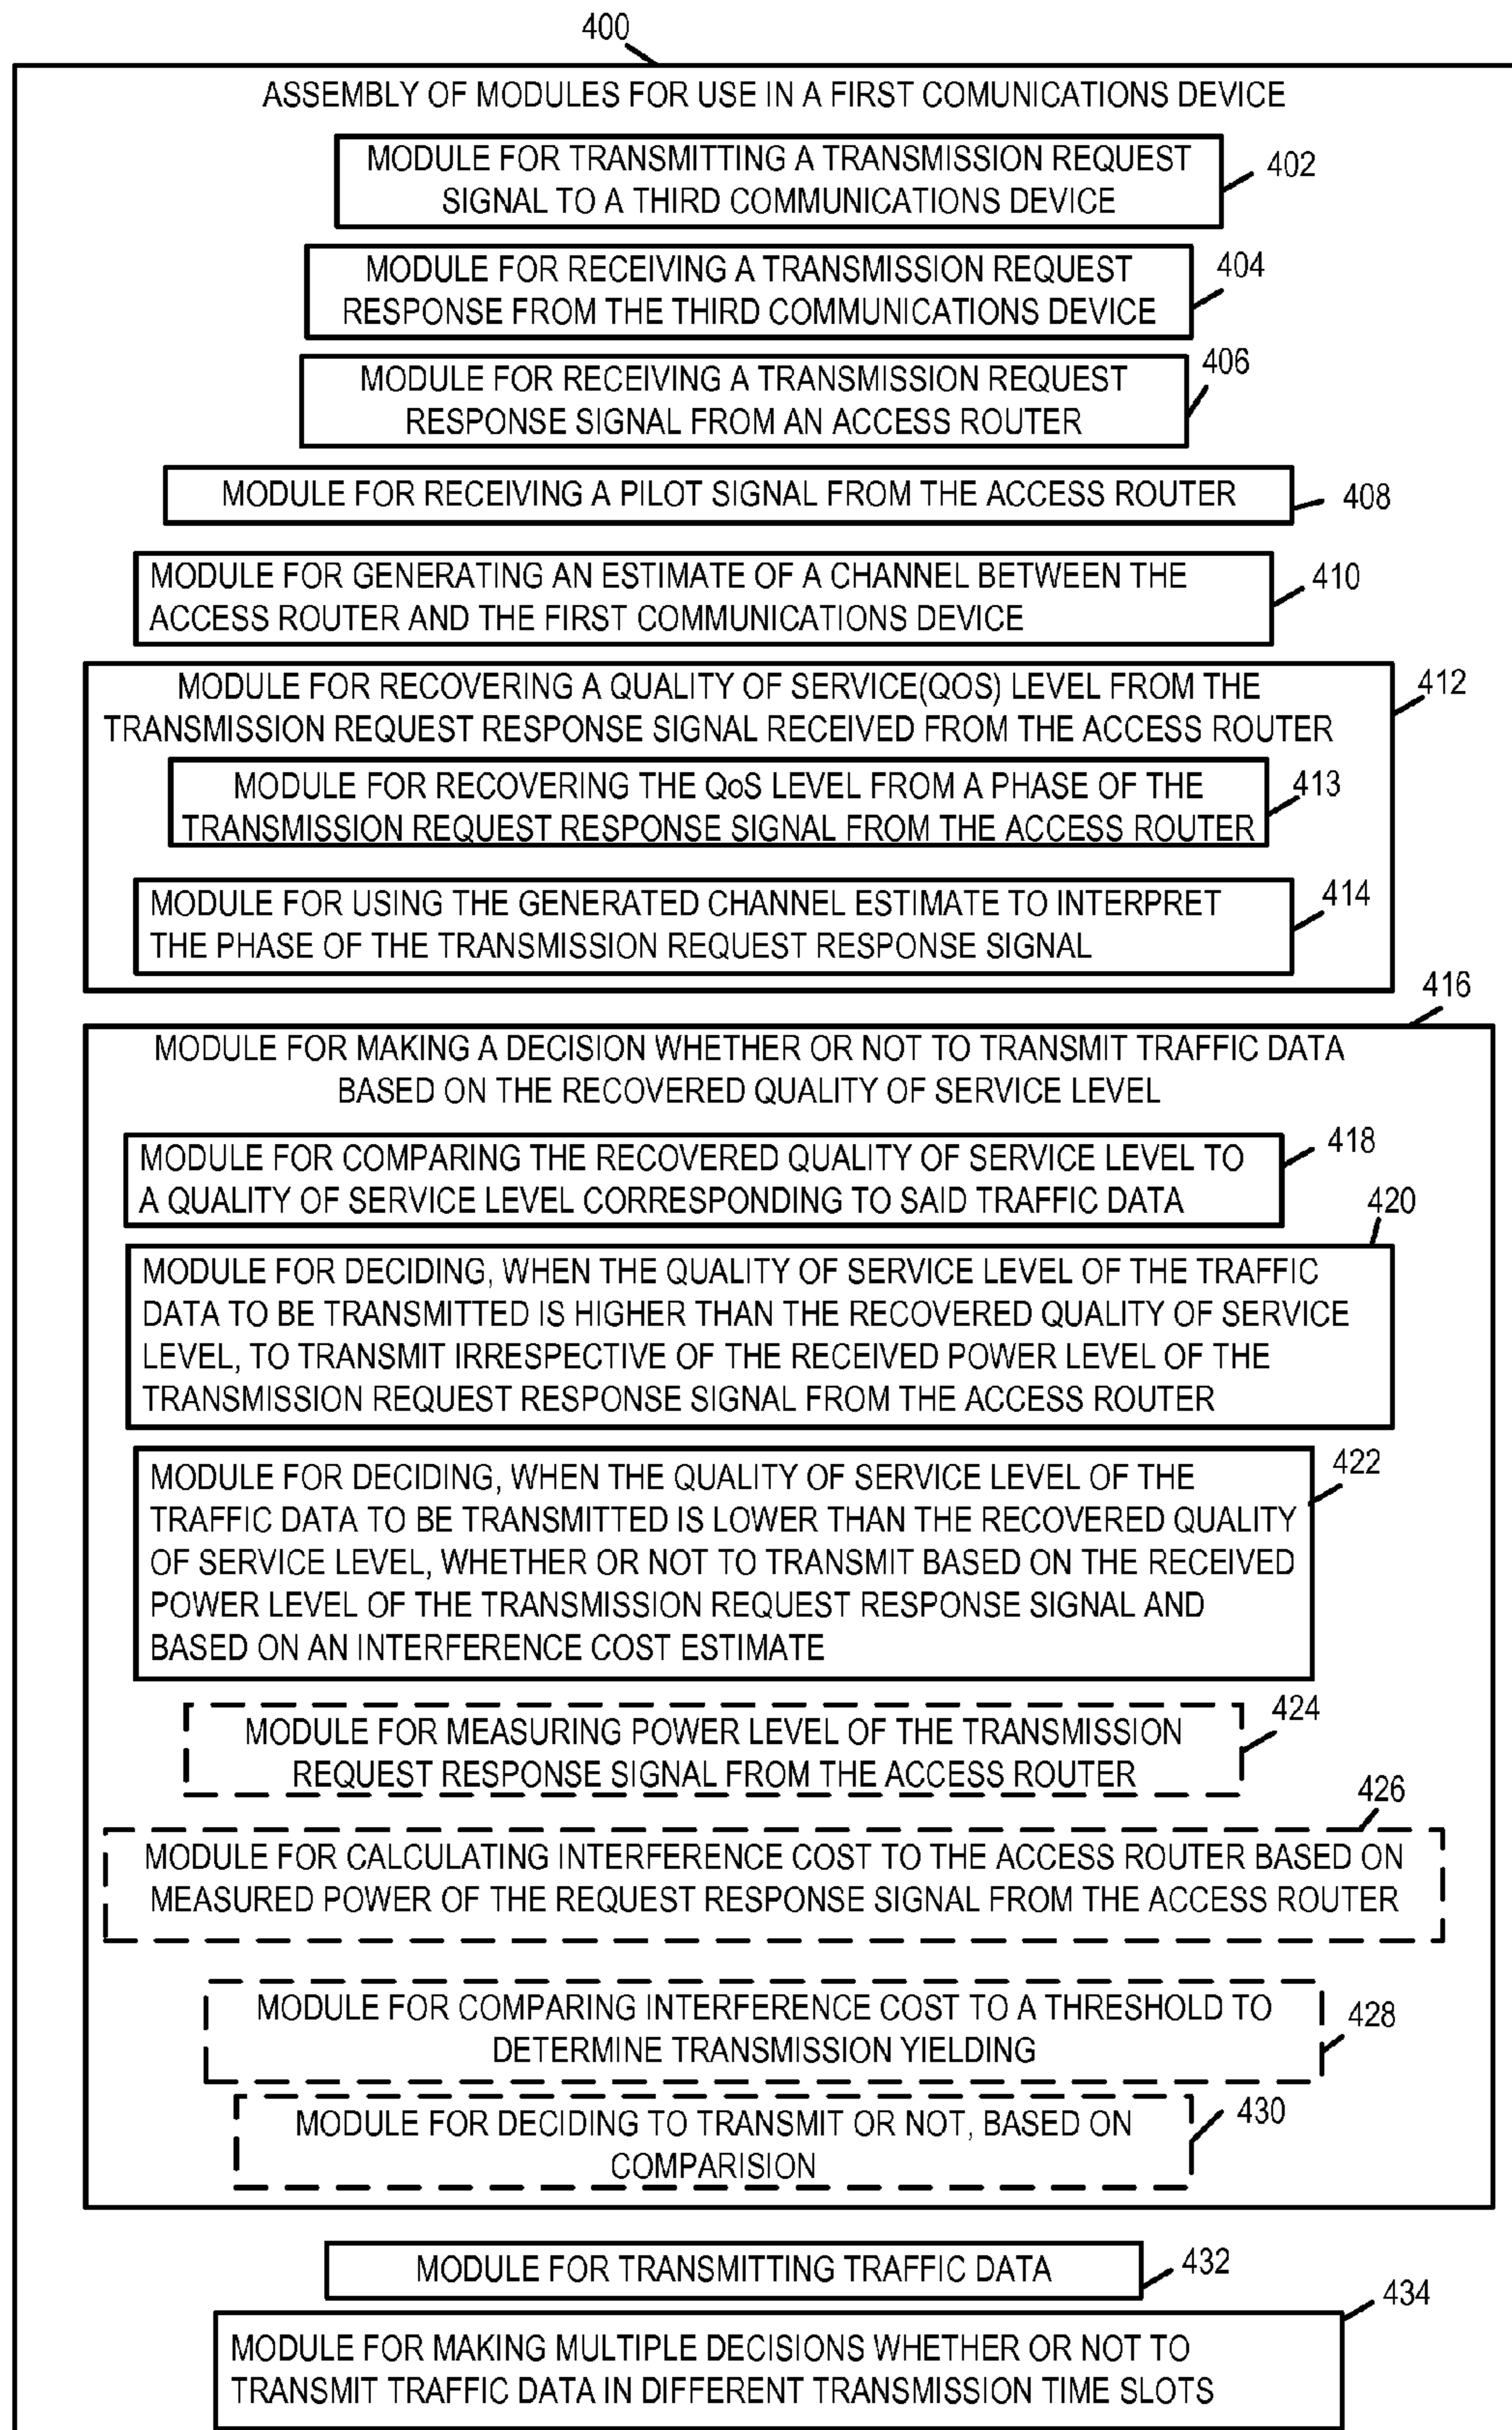 400
ASSEMBLY OF MODULES FOR USE IN A FIRST COMUNICATIONS DEVICE
MODULE FOR TRANSMITTING A TRANSMISSION REQUEST
SIGNAL TO A THIRD COMMUNICATIONS DEVICE
402
MODULE FOR RECEIVING A TRANSMISSION REQUEST
RESPONSE FROM THE THIRD COMMUNICATIONS DEVICE
404
MODULE FOR RECEIVING A TRANSMISSION REQUEST
RESPONSE SIGNAL FROM AN ACCESS ROUTER
406
MODULE FOR RECEIVING A PILOT SIGNAL FROM THE ACCESS ROUTER
408
MODULE FOR GENERATING AN ESTIMATE OF A CHANNEL BETWEEN THE
ACCESS ROUTER AND THE FIRST COMMUNICATIONS DEVICE
410
MODULE FOR RECOVERING A QUALITY OF SERVICE(QOS) LEVEL FROM THE
TRANSMISSION REQUEST RESPONSE SIGNAL RECEIVED FROM THE ACCESS ROUTER
412
MODULE FOR RECOVERING THE QoS LEVEL FROM A PHASE OF THE
TRANSMISSION REQUEST RESPONSE SIGNAL FROM THE ACCESS ROUTER
413
MODULE FOR USING THE GENERATED CHANNEL ESTIMATE TO INTERPRET
THE PHASE OF THE TRANSMISSION REQUEST RESPONSE SIGNAL
414
416
MODULE FOR MAKING A DECISION WHETHER OR NOT TO TRANSMIT TRAFFIC DATA
BASED ON THE RECOVERED QUALITY OF SERVICE LEVEL
MODULE FOR COMPARING THE RECOVERED QUALITY OF SERVICE LEVEL TO
A QUALITY OF SERVICE LEVEL CORRESPONDING TO SAID TRAFFIC DATA
418
420
MODULE FOR DECIDING, WHEN THE QUALITY OF SERVICE LEVEL OF THE TRAFFIC
DATA TO BE TRANSMITTED IS HIGHER THAN THE RECOVERED QUALITY OF SERVICE
LEVEL, TO TRANSMIT IRRESPECTIVE OF THE RECEIVED POWER LEVEL OF THE
TRANSMISSION REQUEST RESPONSE SIGNAL FROM THE ACCESS ROUTER
MODULE FOR DECIDING, WHEN THE QUALITY OF SERVICE LEVEL OF THE
TRAFFIC DATA TO BE TRANSMITTED IS LOWER THAN THE RECOVERED QUALITY
OF SERVICE LEVEL, WHETHER OR NOT TO TRANSMIT BASED ON THE RECEIVED
POWER LEVEL OF THE TRANSMISSION REQUEST RESPONSE SIGNAL AND
BASED ON AN INTERFERENCE COST ESTIMATE
422
MODULE FOR MEASURING POWER LEVEL OF THE TRANSMISSION
REQUEST RESPONSE SIGNAL FROM THE ACCESS ROUTER
424
426
MODULE FOR CALCULATING INTERFERENCE COST TO THE ACCESS ROUTER BASED ON
MEASURED POWER OF THE REQUEST RESPONSE SIGNAL FROM THE ACCESS ROUTER
MODULE FOR COMPARING INTERFERENCE COST TO A THRESHOLD TO
DETERMINE TRANSMISSION YIELDING
428
MODULE FOR DECIDING TO TRANSMIT OR NOT, BASED ON
COMPARISION
430
MODULE FOR TRANSMITTING TRAFFIC DATA
432
434
MODULE FOR MAKING MULTIPLE DECISIONS WHETHER OR NOT TO
TRANSMIT TRAFFIC DATA IN DIFFERENT TRANSMISSION TIME SLOTS